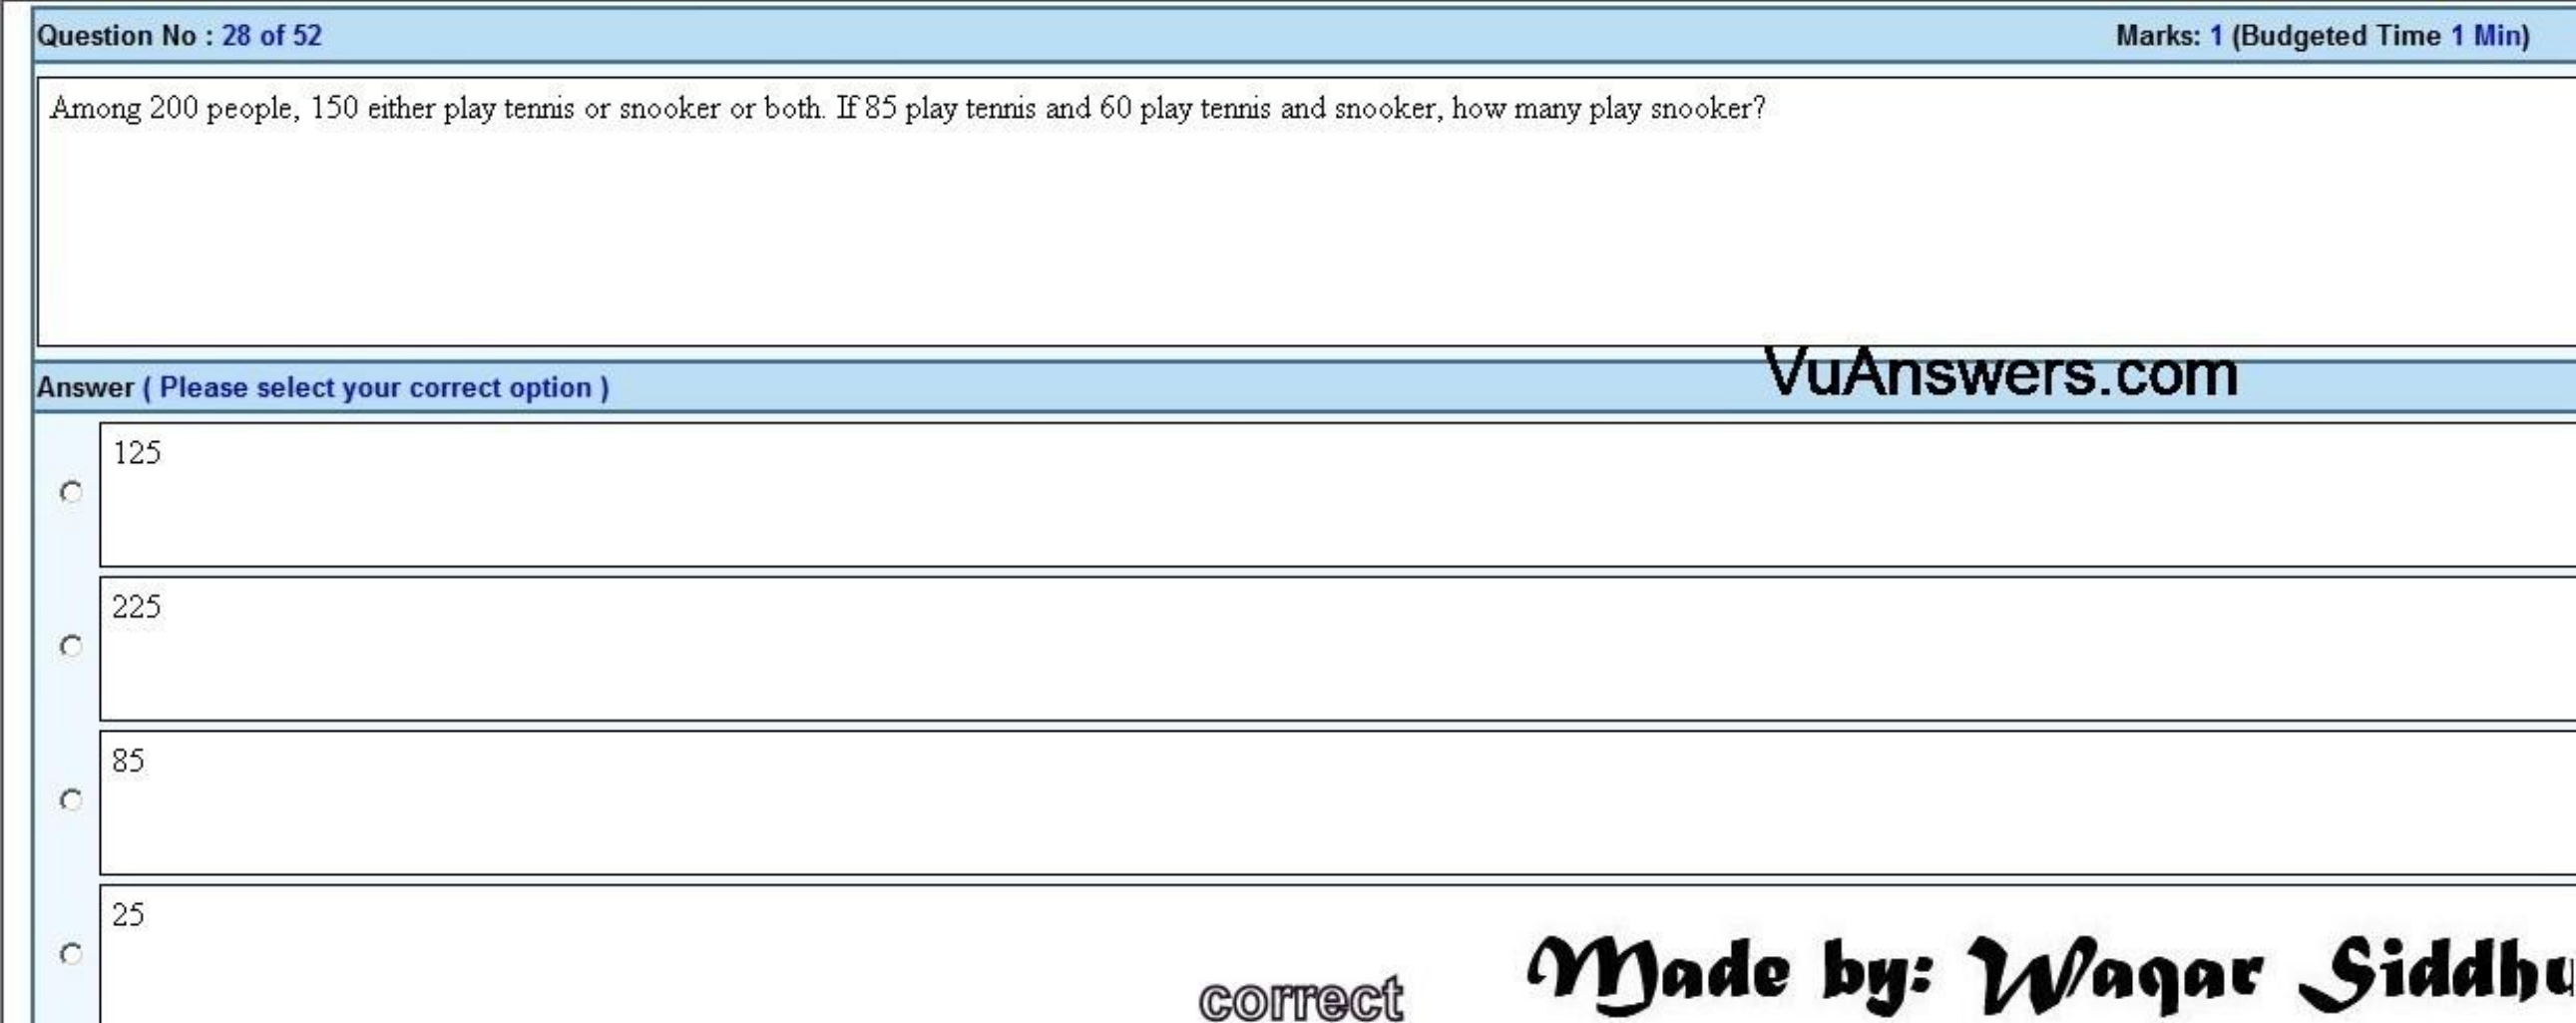 Question No : 28 of 52 Marks: 1 (Budgeted Time 1 Min)
Among 200 people, 150 either play tennis or snooker or both. If 85 play tennis and 60 play tennis and snooker, how many play snooker?
VuAnswers.com
Answer ( Please select your correct option )
125
225
85
25
correct
Made by: Waqar Siddhu